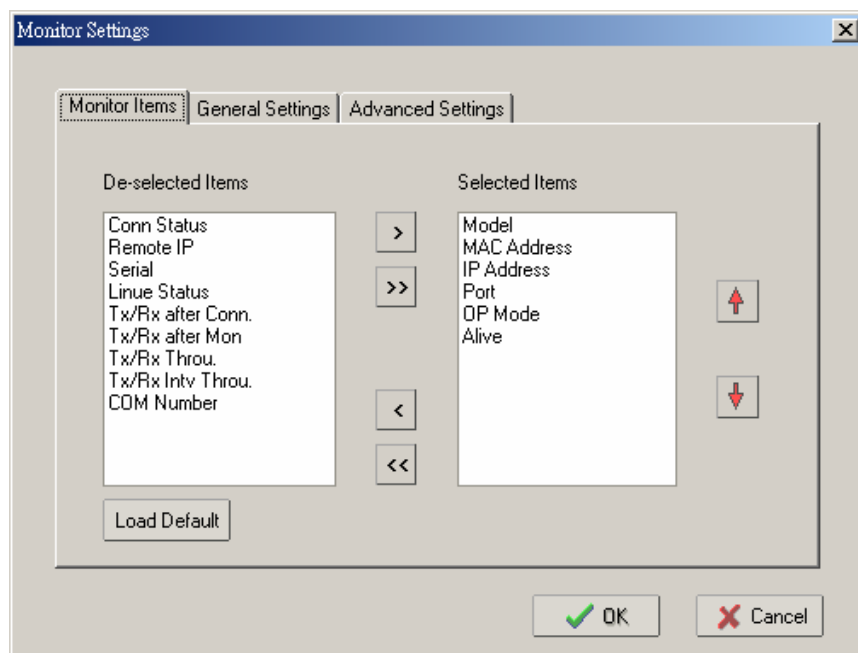 Monitor Settings
Monitor Items
General Settings
Advanced Settings
De-selected Items
Conn Status
Remote IP
Serial
Linue Status
Tx/Rx after Conn.
Tx/Rx after Mon
Tx/Rx Throu.
Tx/Rx Intv Throu.
COM Number
>
>>
<
<<
Selected Items
Model
MAC Address
IP Address
Port
OP Mode
Alive
Load Default
OK
Cancel